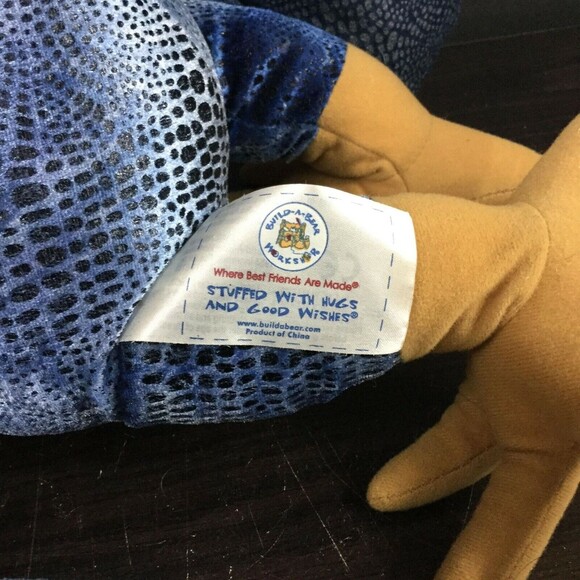 BUILD-A-BEAR
WORKSHOP
Where Best Friends Are Made®
STUFFED WITH HUGS
AND GOOD WISHES®
www.buildabear.com
Product of China